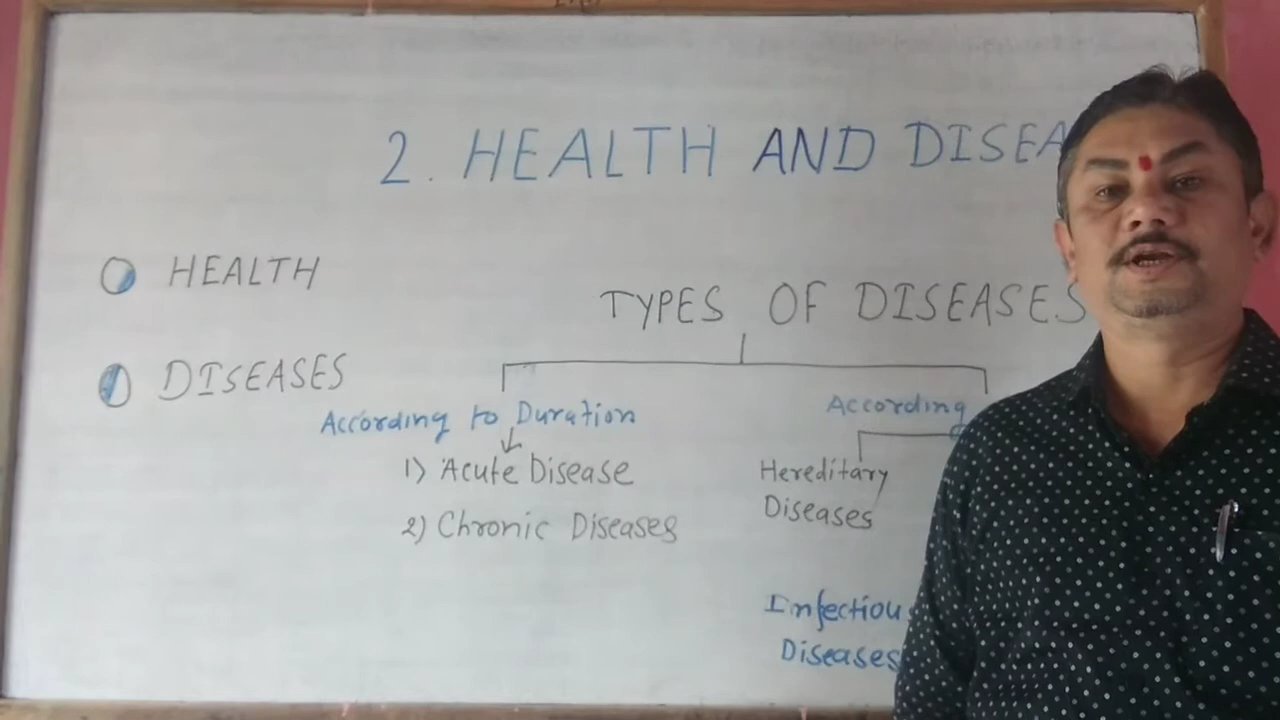 2. HEALTH AND DISEA
HEALTH
TYPES OF DISEASES
DISEASES
According to Duration
According
1) Acute Disease
Hereditary
Diseases
2) Chronic Diseases
Infectious
Diseases